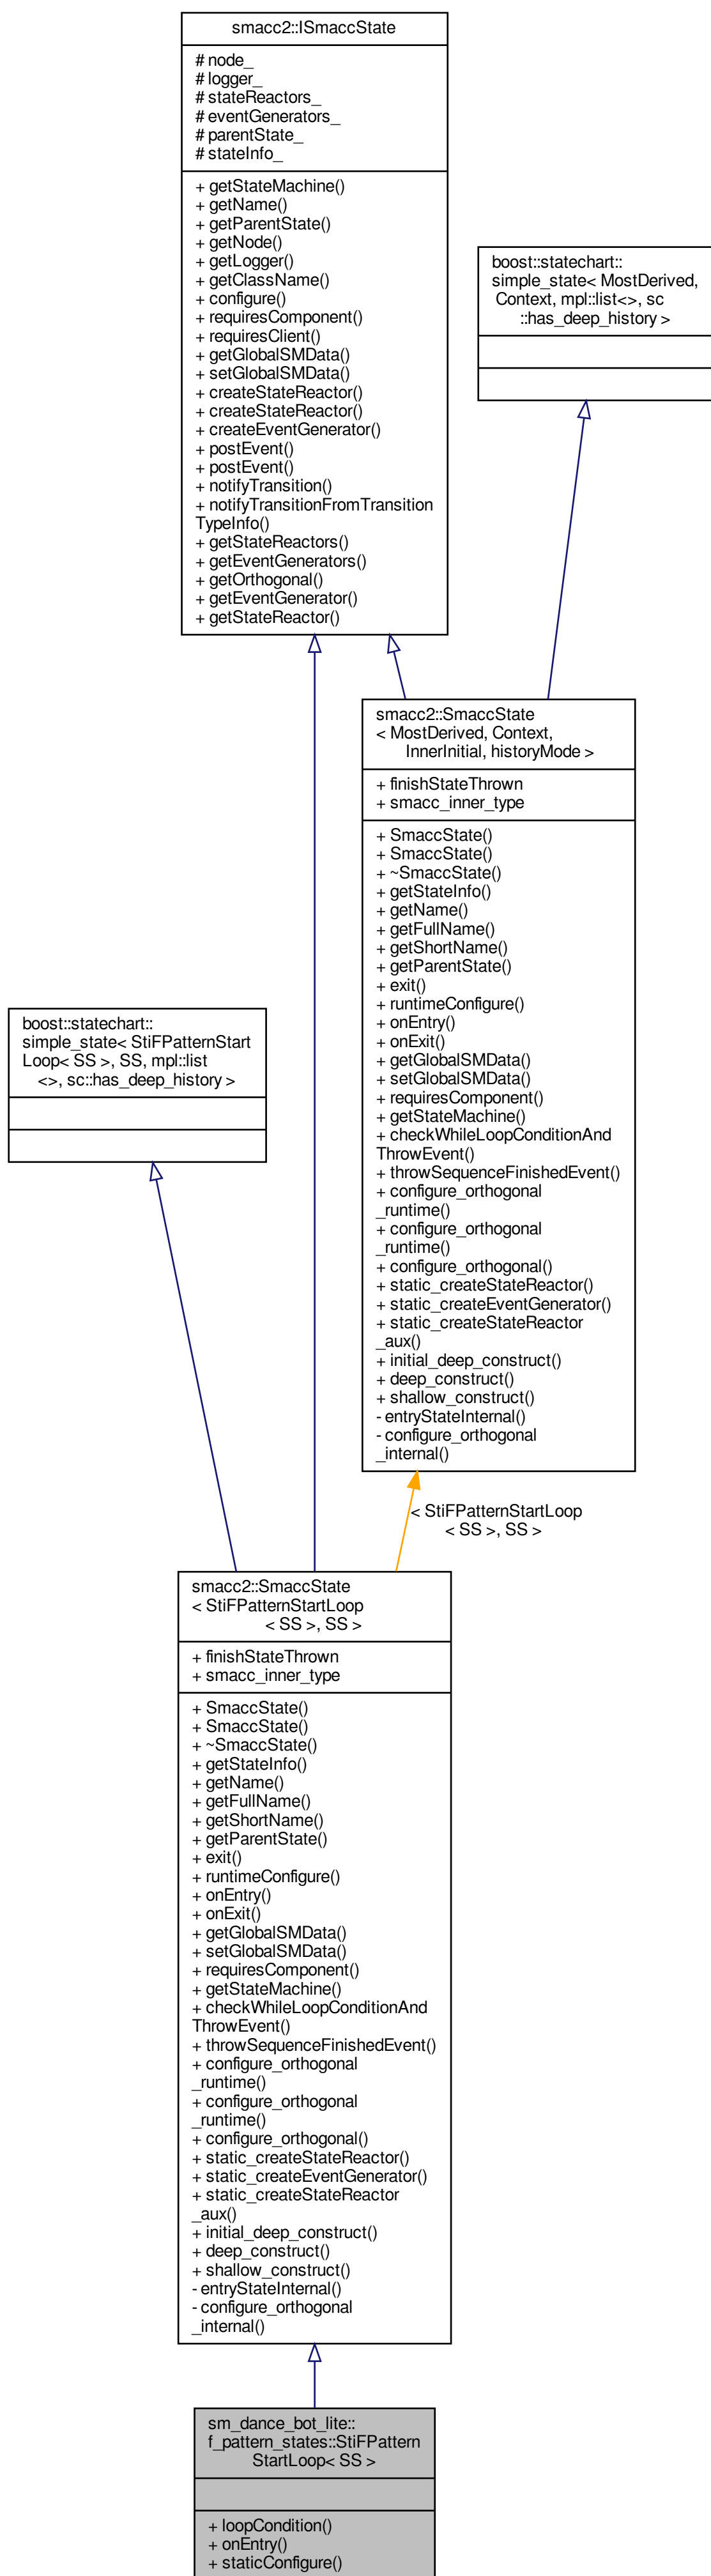 smacc2::ISmaccState
# node_
# logger_
# stateReactors_
# eventGenerators_
# parentState_
# stateInfo_
+ getStateMachine()
+ getName()
+ getParentState()
+ getNode()
+ getLogger()
+ getClassName()
+ configure()
+ requiresComponent()
+ requiresClient()
+ getGlobalSMData()
+ setGlobalSMData()
+ createStateReactor()
+ createStateReactor()
+ createEventGenerator()
+ postEvent()
+ postEvent()
+ notifyTransition()
+ notifyTransitionFromTransition
TypeInfo()
+ getStateReactors()
+ getEventGenerators()
+ getOrthogonal()
+ getEventGenerator()
+ getStateReactor()
boost::statechart::
simple_state< MostDerived,
Context, mpl::list<>, sc
::has_deep_history >
smacc2::SmaccState
< MostDerived, Context,
InnerInitial, historyMode >
+ finishStateThrown
+ smacc_inner_type
+ SmaccState()
+ SmaccState()
+ ~SmaccState()
+ getStateInfo()
+ getName()
+ getFullName()
+ getShortName()
+ getParentState()
+ exit()
+ runtimeConfigure()
+ onEntry()
+ onExit()
+ getGlobalSMData()
+ setGlobalSMData()
+ requiresComponent()
+ getStateMachine()
+ checkWhileLoopConditionAnd
ThrowEvent()
+ throwSequenceFinishedEvent()
+ configure_orthogonal
_runtime()
+ configure_orthogonal
_runtime()
+ configure_orthogonal()
+ static_createStateReactor()
+ static_createEventGenerator()
+ static_createStateReactor
_aux()
+ initial_deep_construct()
+ deep_construct()
+ shallow_construct()
- entryStateInternal()
- configure_orthogonal
_internal()
boost::statechart::
simple_state< StiFPatternStart
Loop< SS >, SS, mpl::list
<>, sc::has_deep_history >
< StiFPatternStartLoop
< SS >, SS >
smacc2::SmaccState
< StiFPatternStartLoop
< SS >, SS >
+ finishStateThrown
+ smacc_inner_type
+ SmaccState()
+ SmaccState()
+ ~SmaccState()
+ getStateInfo()
+ getName()
+ getFullName()
+ getShortName()
+ getParentState()
+ exit()
+ runtimeConfigure()
+ onEntry()
+ onExit()
+ getGlobalSMData()
+ setGlobalSMData()
+ requiresComponent()
+ getStateMachine()
+ checkWhileLoopConditionAnd
ThrowEvent()
+ throwSequenceFinishedEvent()
+ configure_orthogonal
_runtime()
+ configure_orthogonal
_runtime()
+ configure_orthogonal()
+ static_createStateReactor()
+ static_createEventGenerator()
+ static_createStateReactor
_aux()
+ initial_deep_construct()
+ deep_construct()
+ shallow_construct()
- entryStateInternal()
- configure_orthogonal
_internal()
sm_dance_bot_lite::
f_pattern_states::StiFPattern
StartLoop< SS >
+ loopCondition()
+ onEntry()
+ staticConfigure()